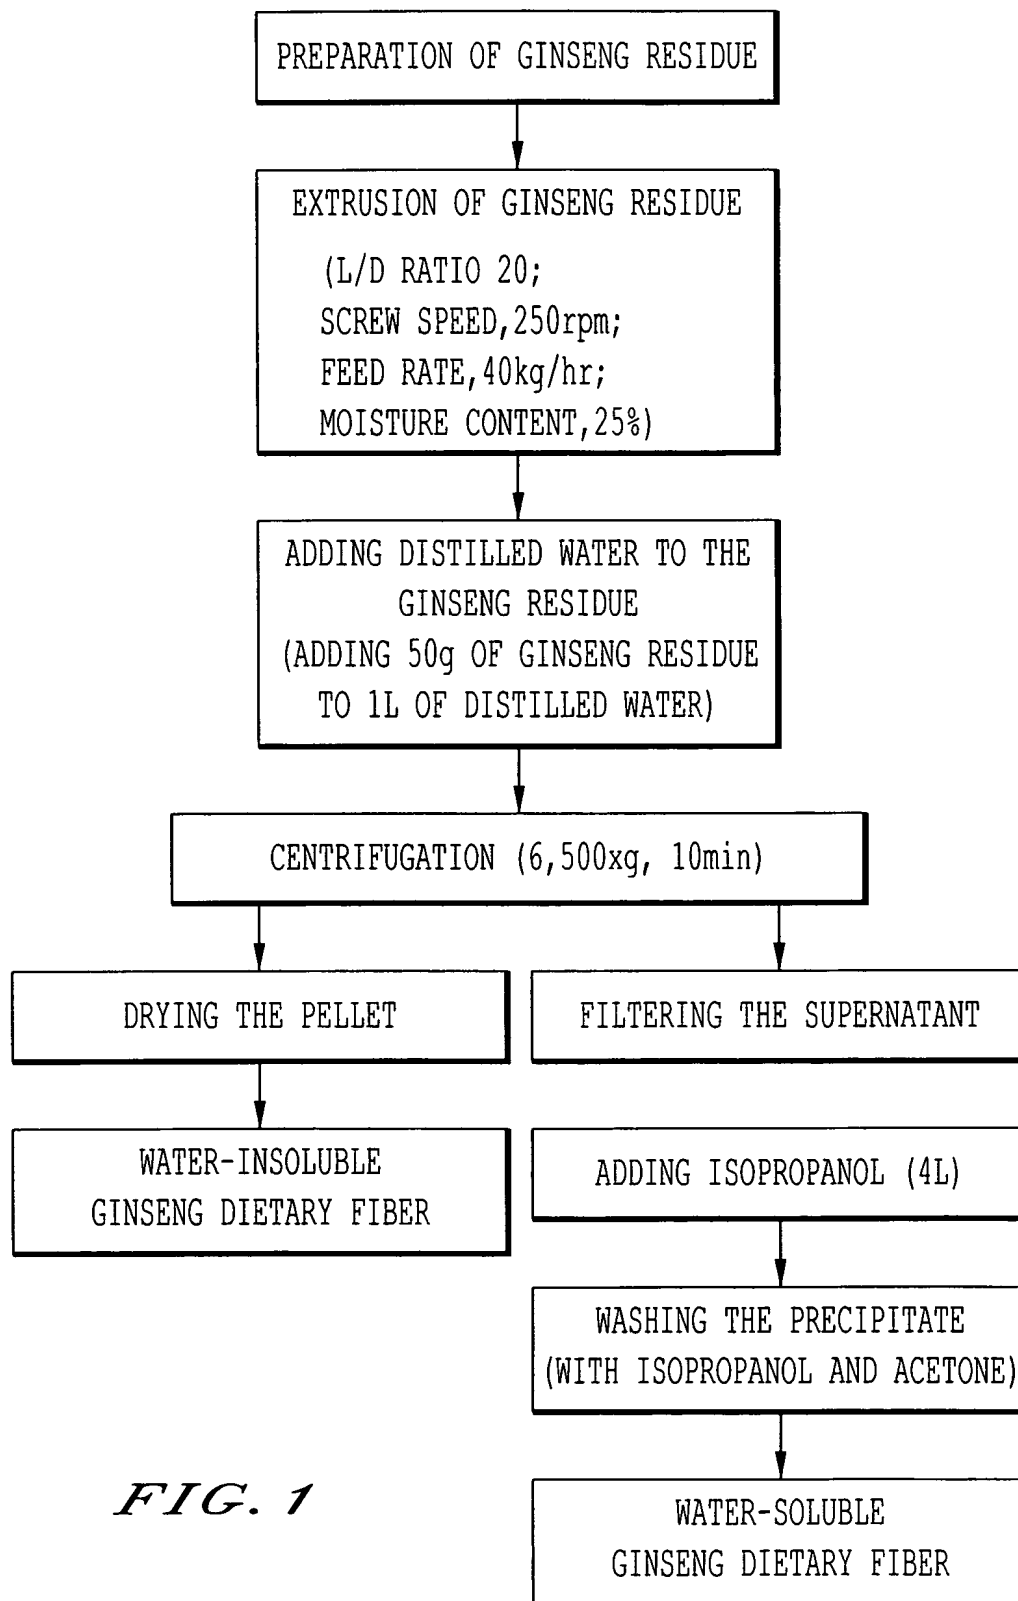 PREPARATION OF GINSENG RESIDUE
EXTRUSION OF GINSENG RESIDUE
(L/D RATIO 20;
SCREW SPEED,250rpm;
FEED RATE,40kg/hr;
MOISTURE CONTENT,25%)
ADDING DISTILLED WATER TO THE
GINSENG RESIDUE
(ADDING 50g OF GINSENG RESIDUE
TO 1L OF DISTILLED WATER)
CENTRIFUGATION (6,500xg, 10min)
DRYING THE PELLET
WATER-INSOLUBLE
GINSENG DIETARY FIBER
FILTERING THE SUPERNATANT
ADDING ISOPROPANOL (4L)
WASHING THE PRECIPITATE
(WITH ISOPROPANOL AND ACETONE)
WATER-SOLUBLE
GINSENG DIETARY FIBER
FIG. 1